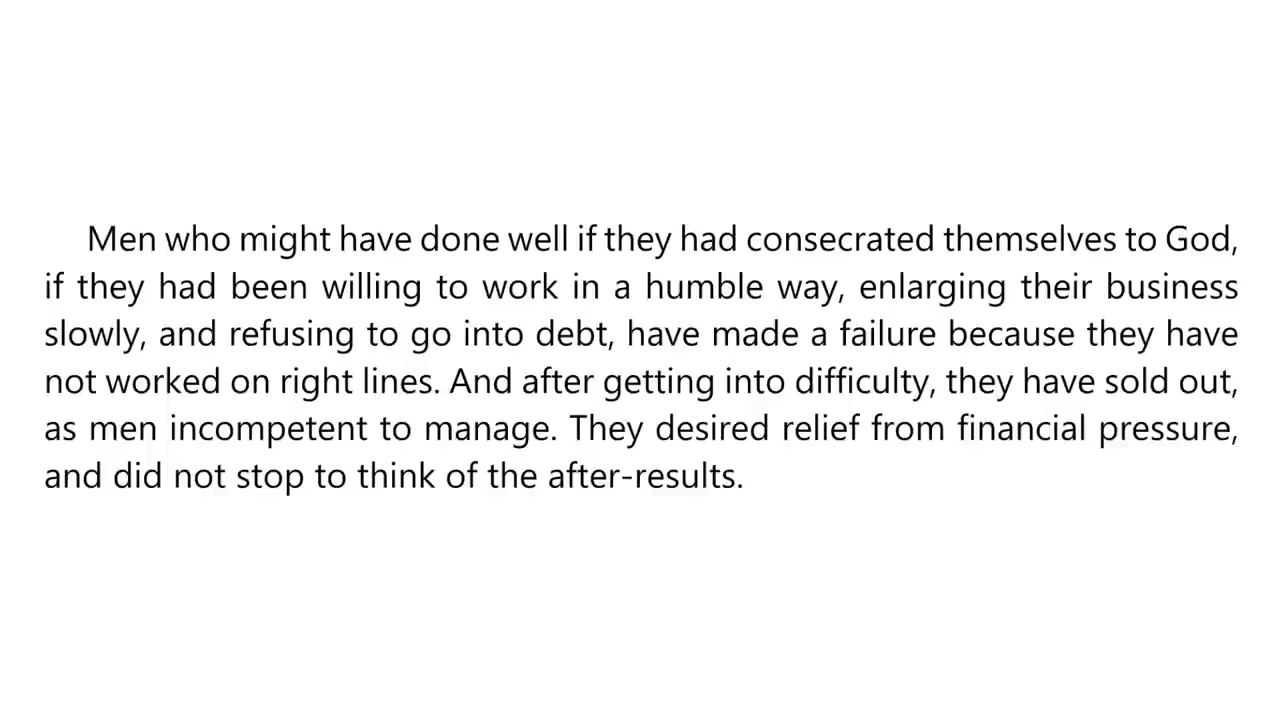 Men who might have done well if they had consecrated themselves to God,
if they had been willing to work in a humble way, enlarging their business
slowly, and refusing to go into debt, have made a failure because they have
not worked on right lines. And after getting into difficulty, they have sold out,
as men incompetent to manage. They desired relief from financial pressure,
and did not stop to think of the after-results.